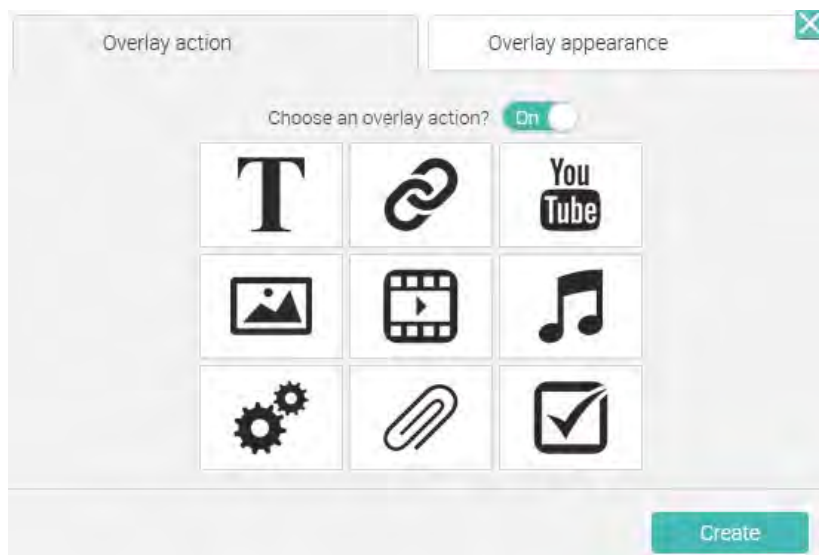 Overlay action
Overlay appearance
Choose an overlay action? On
T
You
Tube
Create